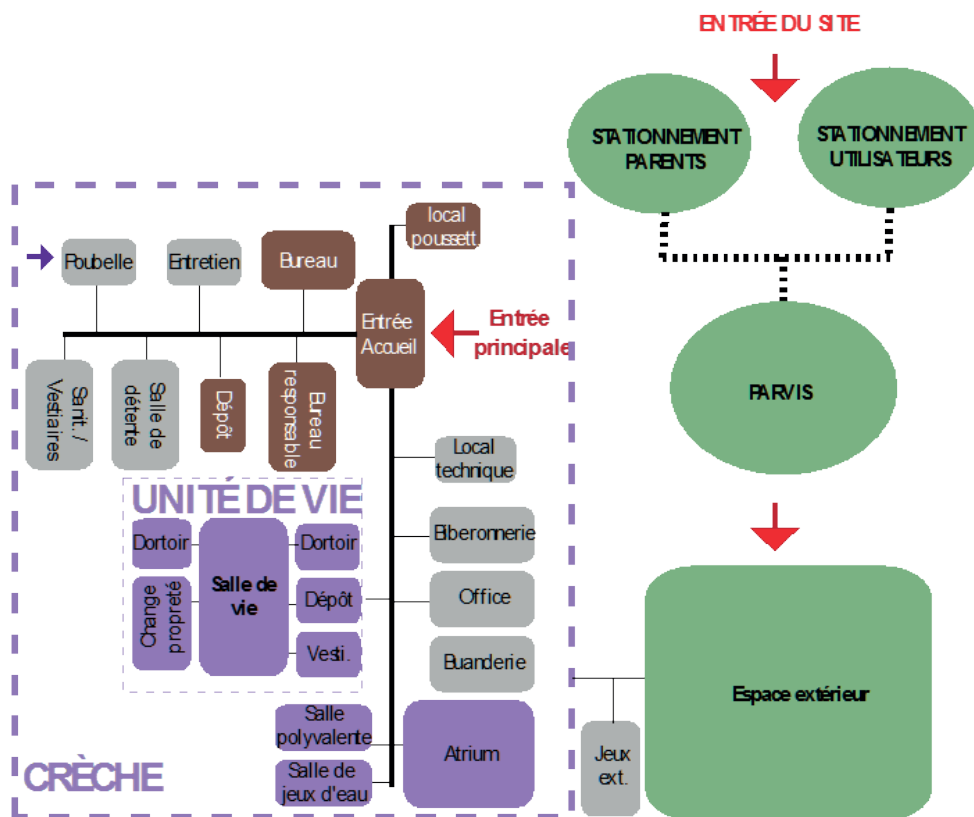 ENTRÉE DU SITE
STATIONNEMENT
PARENTS
STATIONNEMENT
UTILISATEURS
PARVIS
Espace extérieur
Jeux
ext.
local
poussett
Poubelle
Entretien
Bureau
Entrée
Accueil
Entrée
principale
Sanit. /
Vestiaires
Salle de
déterte
Dépôt
Bureau
responsable
Local
technique
UNITÉ DE VIE
Dortoir
Change
propreté
Salle de
vie
Dortoir
Dépôt
Vesti.
Biberonnerie
Office
Buanderie
Salle
polyvalente
Salle de
jeux d'eau
Atrium
CRÈCHE